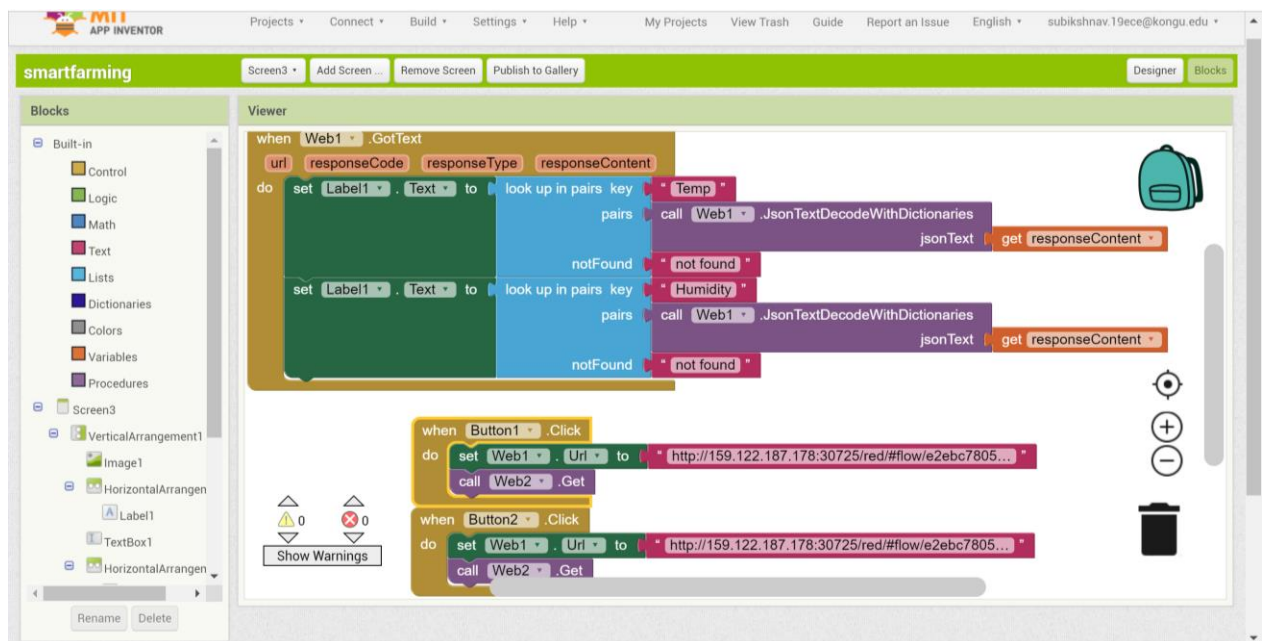 MIT
APP INVENTOR
Projects Connect Build Settings Help My Projects View Trash Guide Report an Issue English subikshnav.19ece@kongu.edu
smartfarming
Screen3 Add Screen ... Remove Screen Publish to Gallery Designer Blocks
Blocks
Built-in
Control
Logic
Math
Text
Lists
Dictionaries
Colors
Variables
Procedures
Screen3
VerticalArrangement1
Image1
HorizontalArrangen
Label1
TextBox1
HorizontalArrangen
Rename Delete
Viewer
when Web1 .GotText
url responseCode responseType responseContent
do set Label1 . Text to look up in pairs key " Temp "
pairs call Web1 .JsonTextDecodeWithDictionaries
jsonText get responseContent
notFound " not found "
set Label1 . Text to look up in pairs key " Humidity "
pairs call Web1 .JsonTextDecodeWithDictionaries
jsonText get responseContent
notFound " not found "
when Button1 .Click
do set Web1 . Url to " http://159.122.187.178:30725/red/#flow/e2ebc7805... "
call Web2 .Get
when Button2 .Click
do set Web1 . Url to " http://159.122.187.178:30725/red/#flow/e2ebc7805... "
call Web2 .Get
0 0
Show Warnings